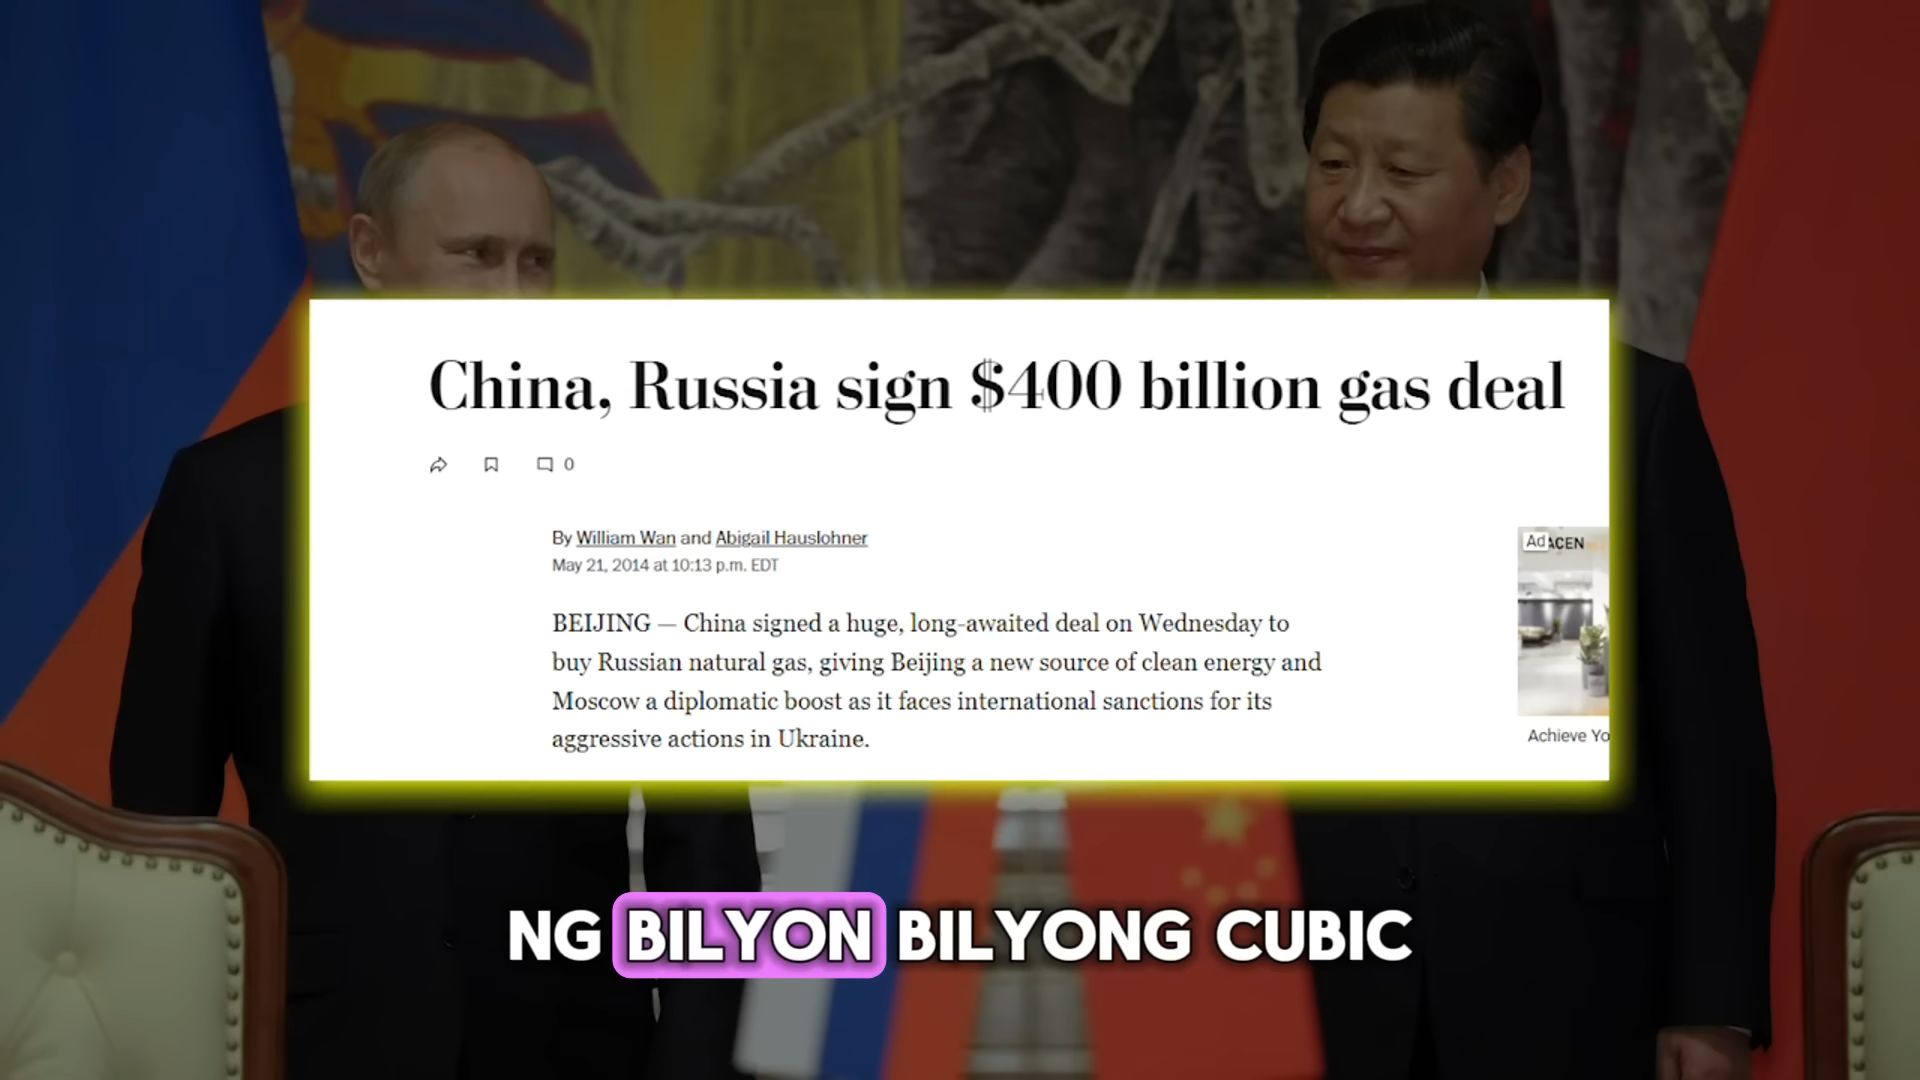 China, Russia sign $400 billion gas deal
0
By William Wan and Abigail Hauslohner
May 21, 2014 at 10:13 p.m. EDT
BEIJING — China signed a huge, long-awaited deal on Wednesday to
buy Russian natural gas, giving Beijing a new source of clean energy and
Moscow a diplomatic boost as it faces international sanctions for its
aggressive actions in Ukraine.
Ad
ACEN
Achieve Yo
NG BILYON BILYONG CUBIC